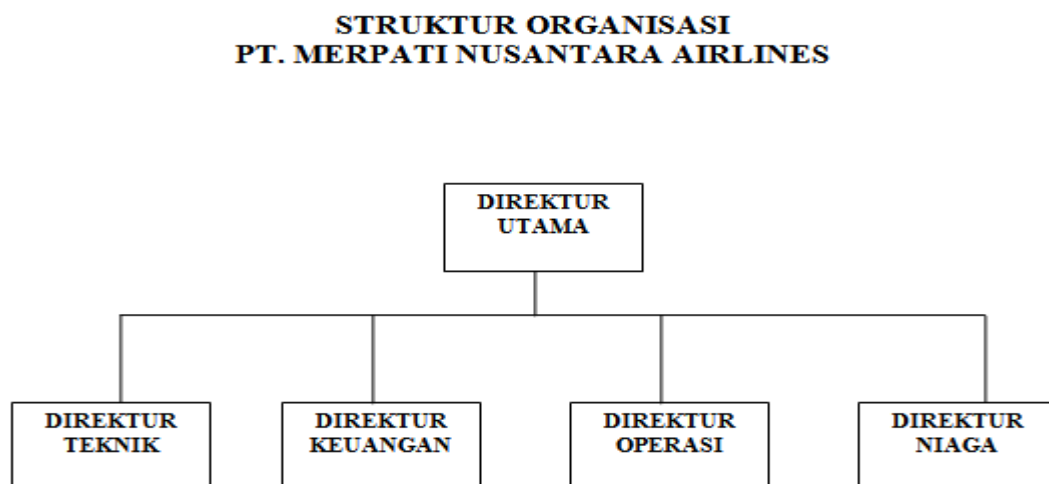 STRUKTUR ORGANISASI
PT. MERPATI NUSANTARA AIRLINES
DIREKTUR
UTAMA
DIREKTUR
TEKNIK
DIREKTUR
KEUANGAN
DIREKTUR
OPERASI
DIREKTUR
NIAGA